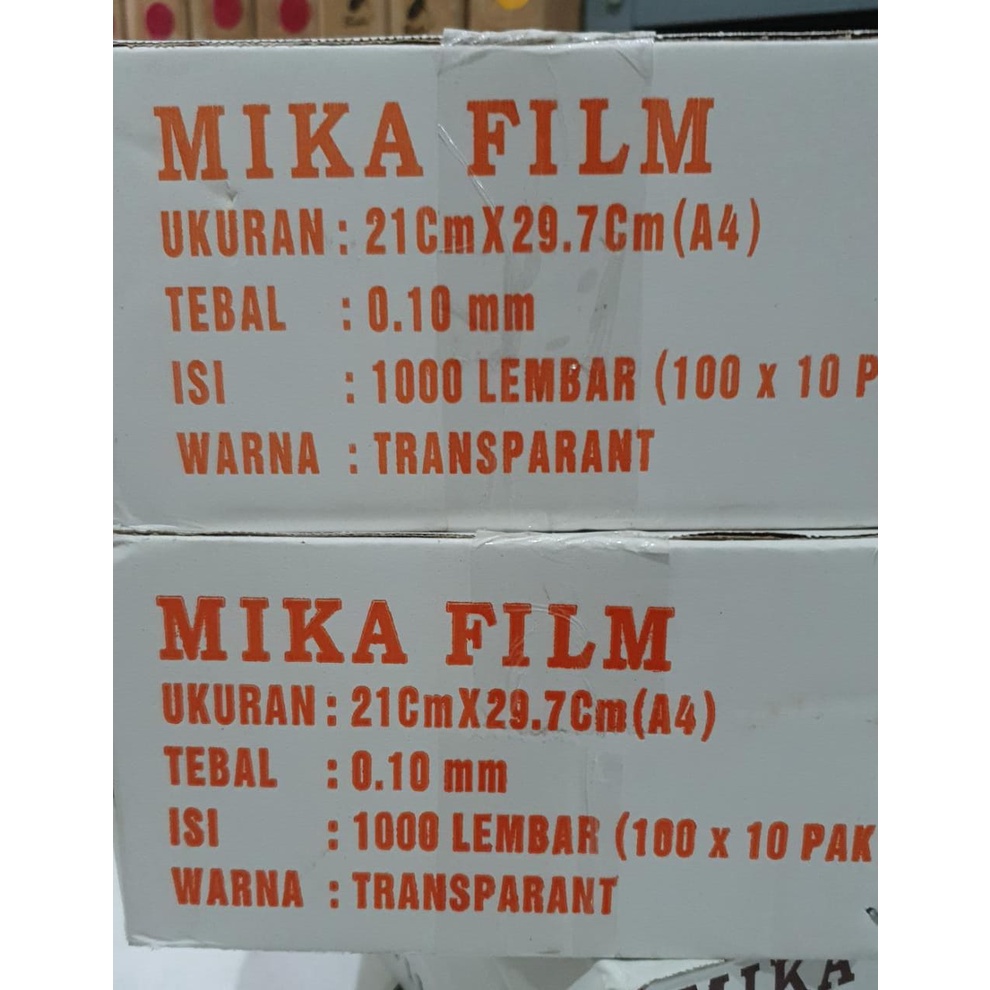 MIKA FILM
UKURAN : 21CmX29.7Cm(A4)
TEBAL : 0.10 mm
ISI : 1000 LEMBAR (100 x 10 P
WARNA : TRANSPARANT
MIKA FILM
UKURAN : 21CmX29.7Cm(A4)
TEBAL : 0.10 mm
ISI : 1000 LEMBAR (100 x 10 PAK
WARNA : TRANSPARANT
MIKA